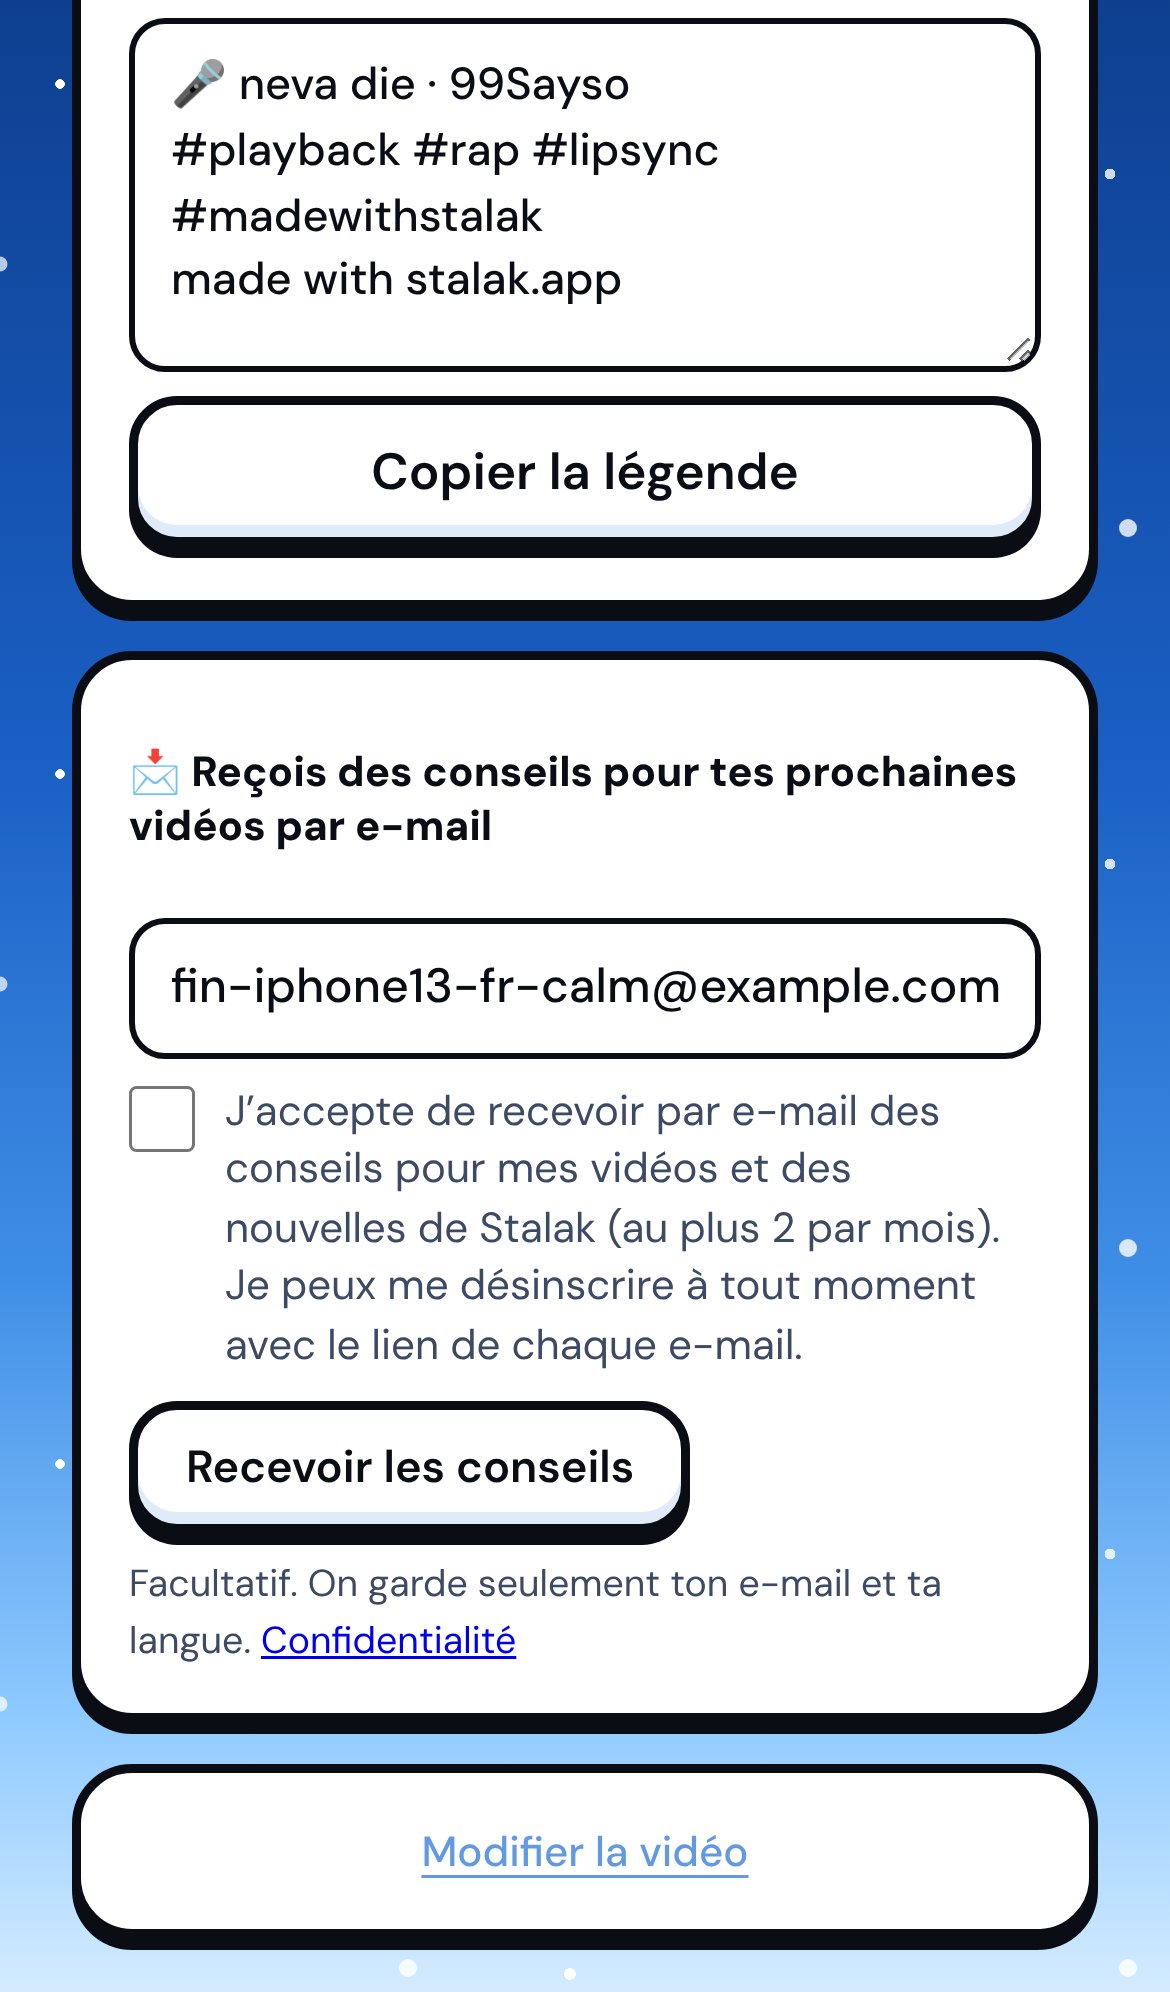 🎤 neva die · 99Sayso
#playback #rap #lipsync
#madewithstalak
made with stalak.app
Copier la légende
📩 Reçois des conseils pour tes prochaines
vidéos par e-mail
fin-iphone13-fr-calm@example.com
J’accepte de recevoir par e-mail des
conseils pour mes vidéos et des
nouvelles de Stalak (au plus 2 par mois).
Je peux me désinscrire à tout moment
avec le lien de chaque e-mail.
Recevoir les conseils
Facultatif. On garde seulement ton e-mail et ta
langue. Confidentialité
Modifier la vidéo